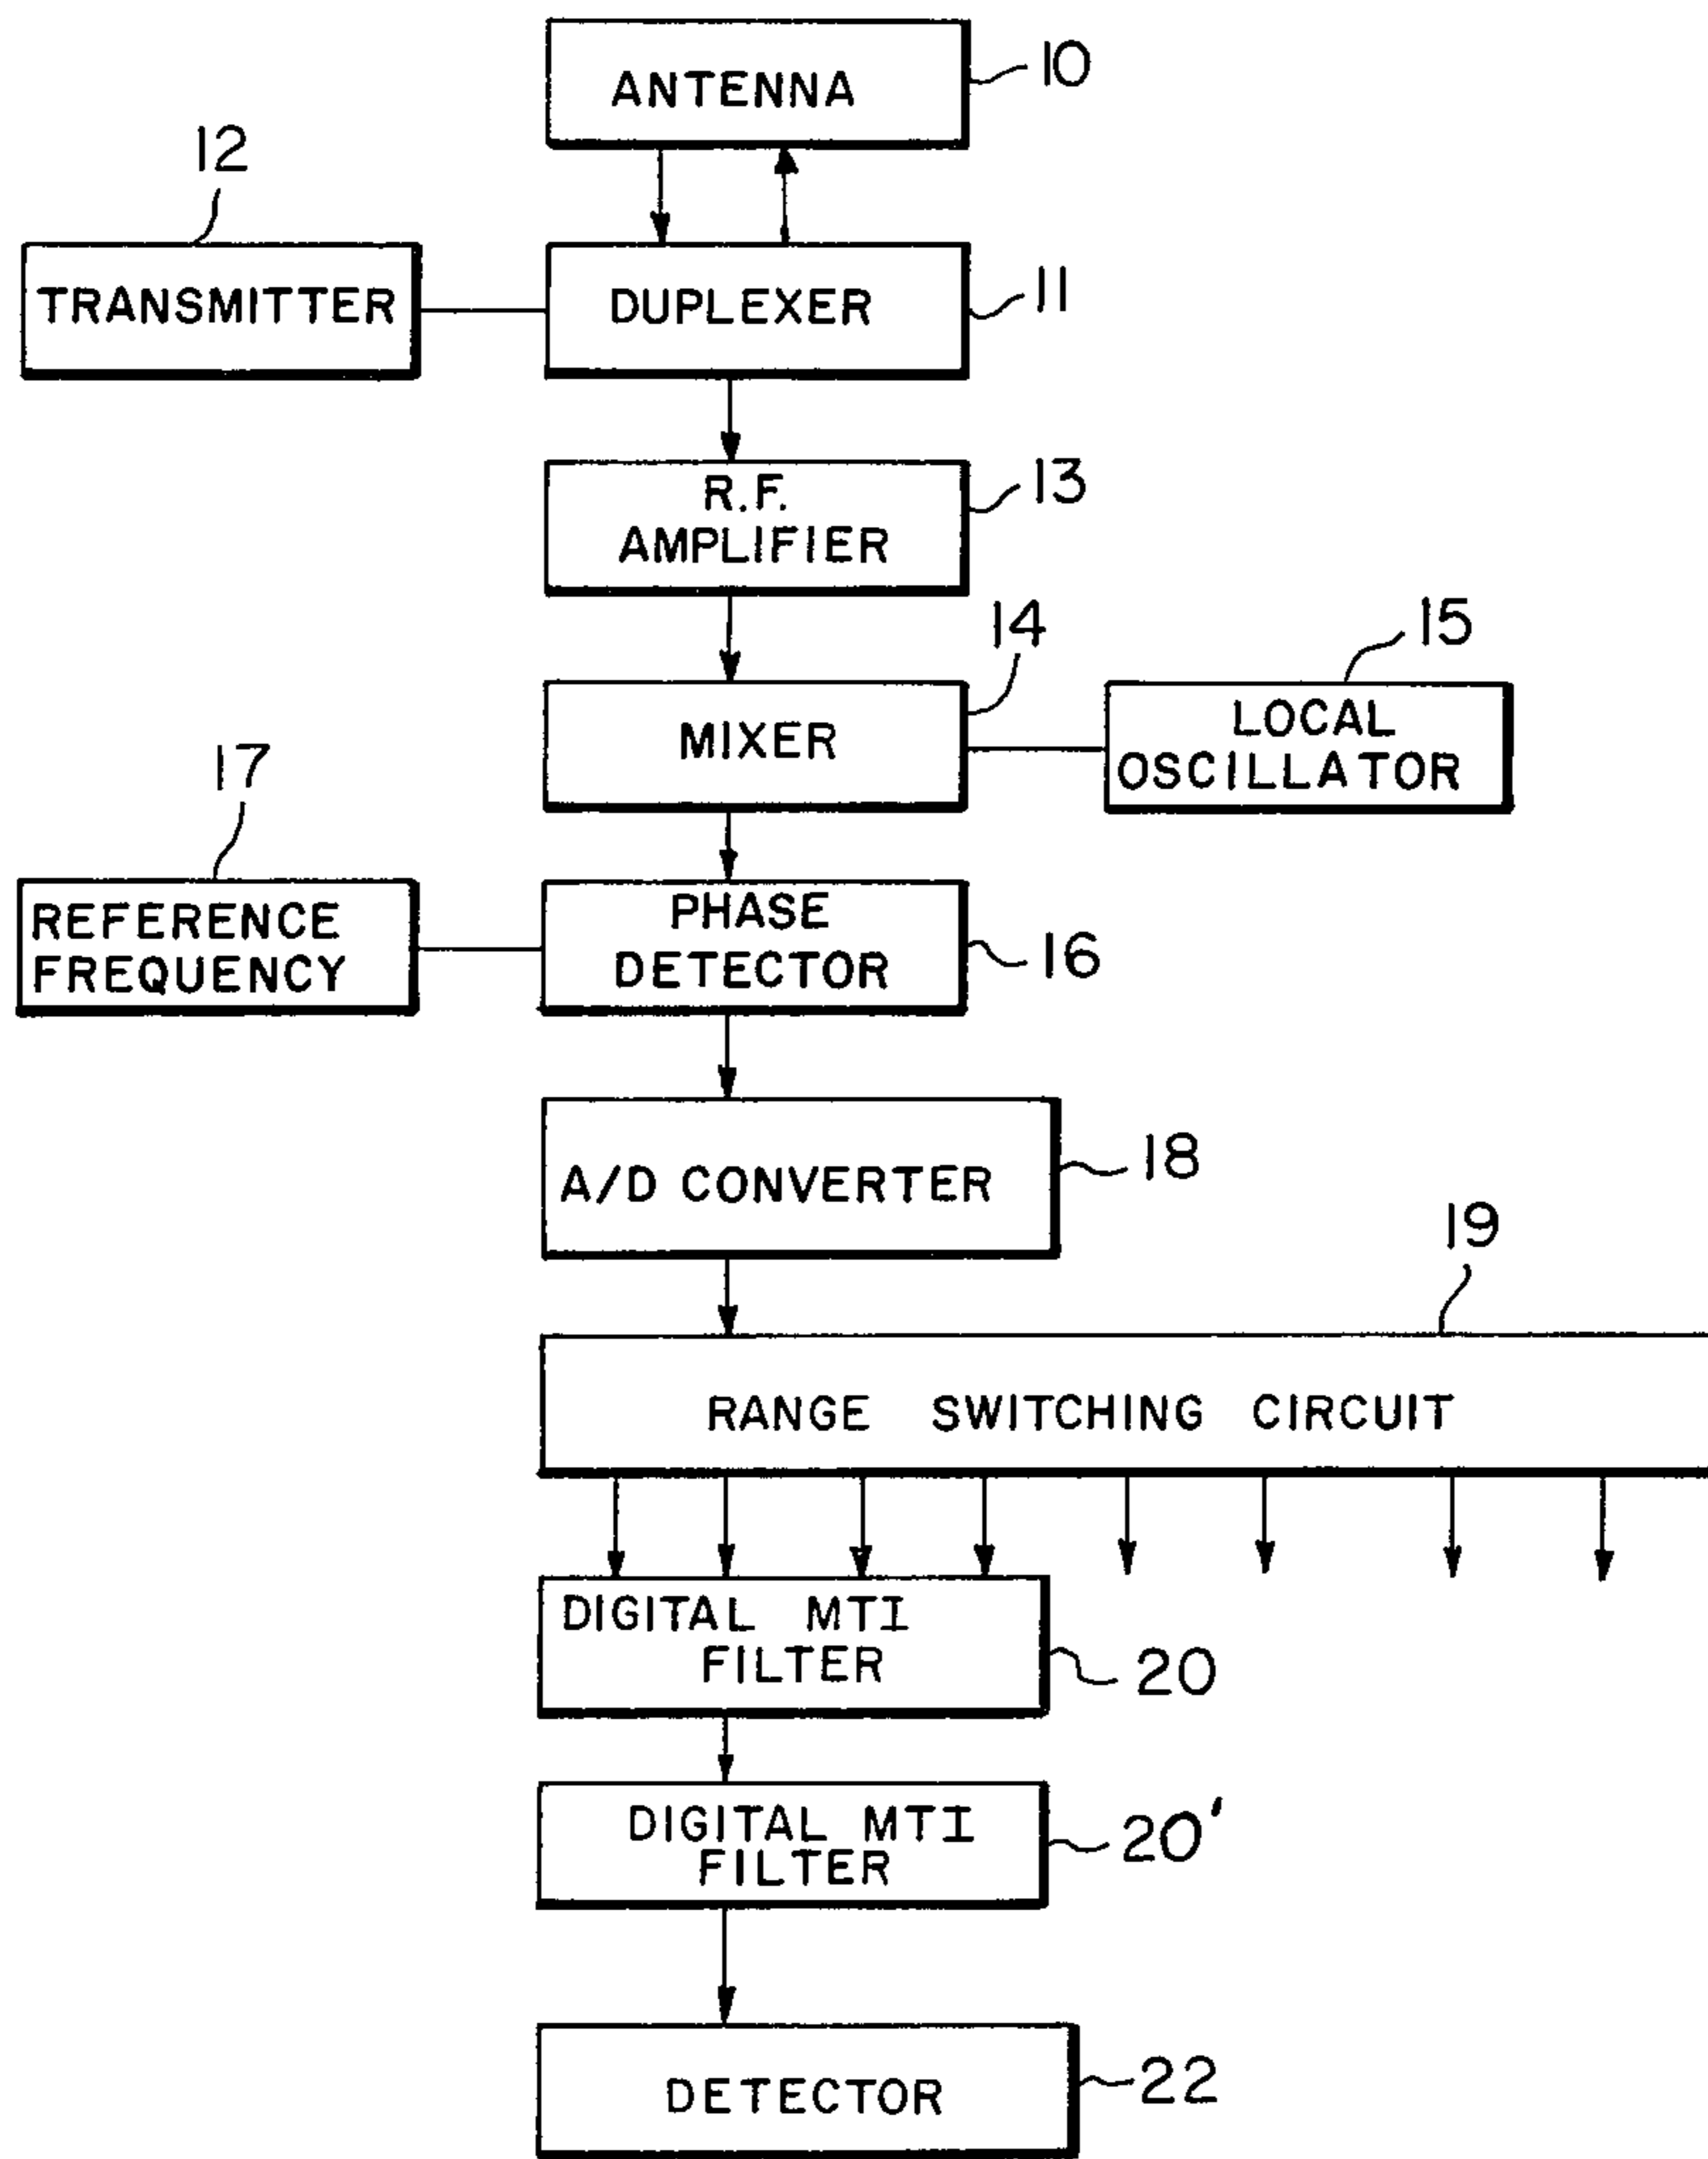 ANTENNA
10
12
TRANSMITTER
DUPLEXER
11
R.F.
AMPLIFIER
13
14
MIXER
15
LOCAL
OSCILLATOR
17
REFERENCE
FREQUENCY
PHASE
DETECTOR
16
A/D CONVERTER
18
19
RANGE SWITCHING CIRCUIT
DIGITAL MTI
FILTER
20
DIGITAL MTI
FILTER
20'
DETECTOR
22